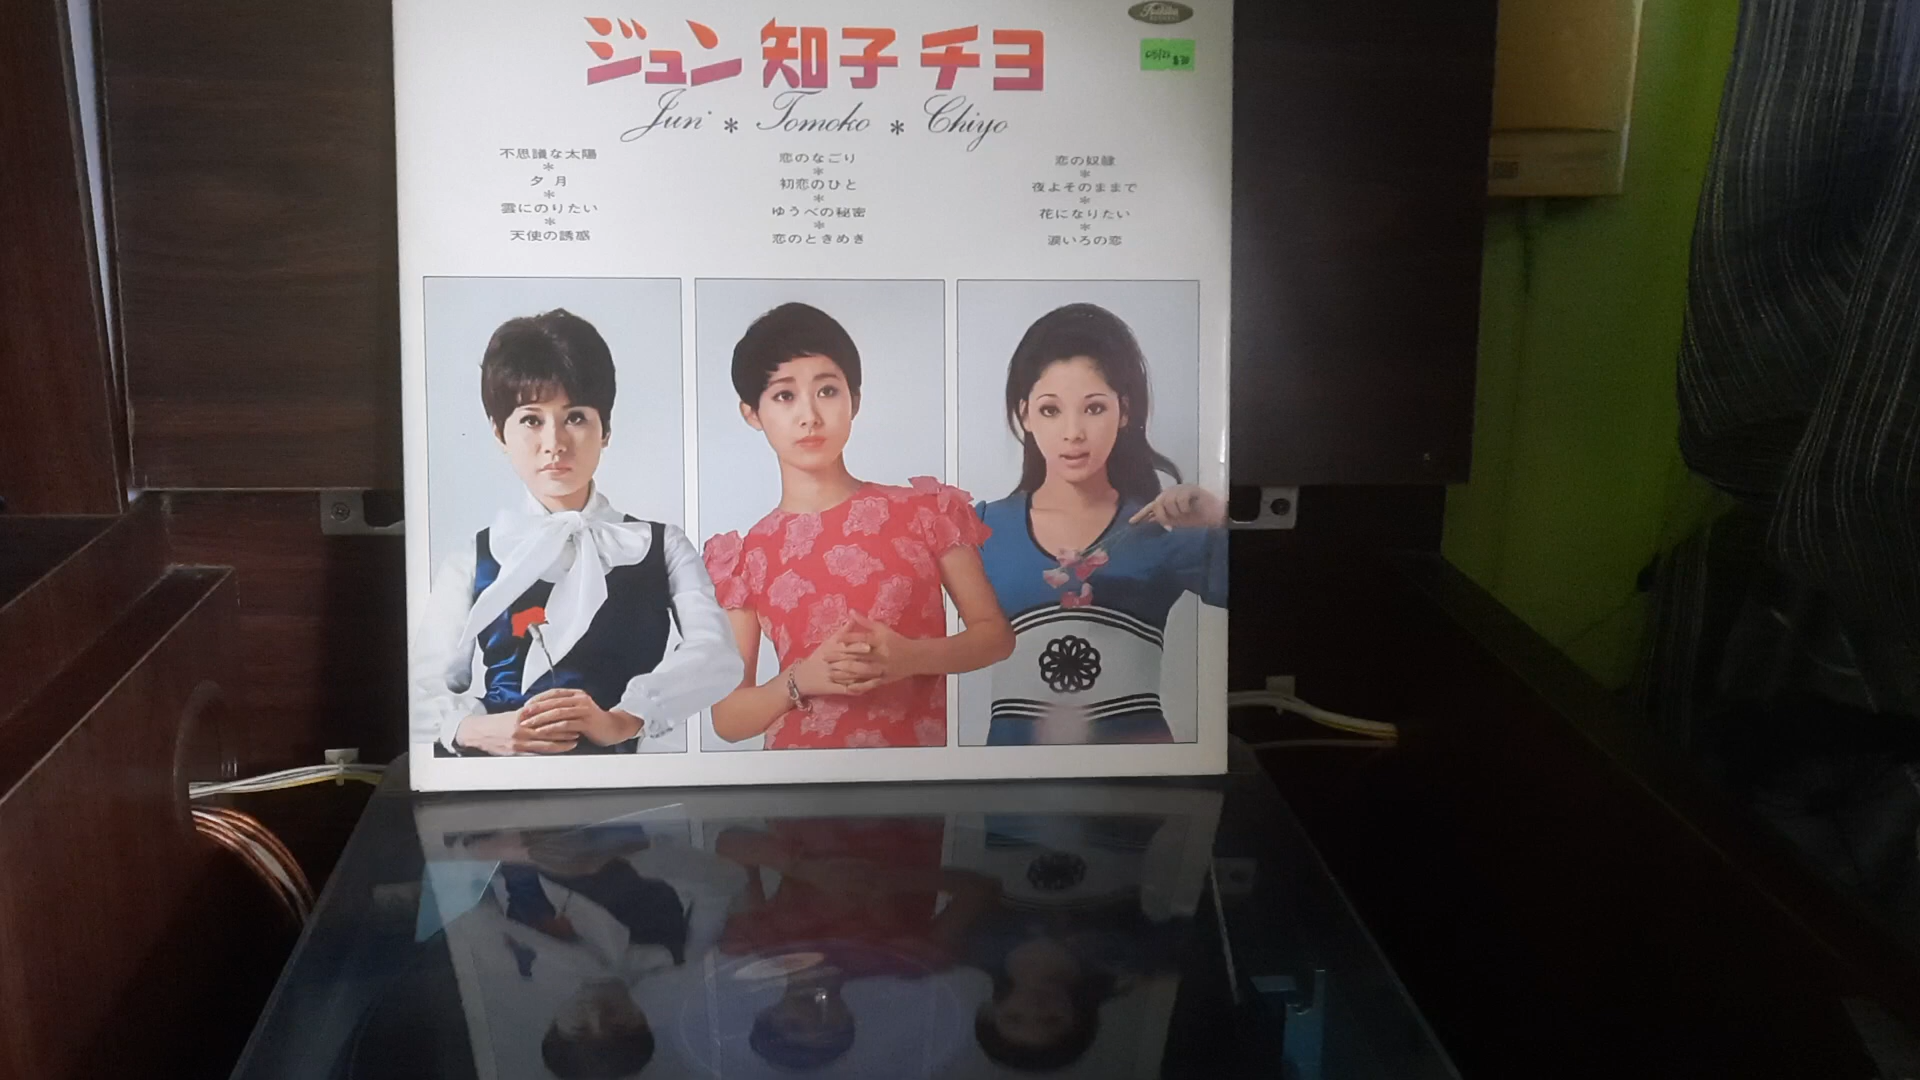 Toshiba
RECORDS
ジュン 知子 チヨ
Jun * Tomoko * Chiyo
不思議な太陽
*
夕月
*
雲にのりたい
*
天使の誘惑
恋のなごり
*
初恋のひと
*
ゆうべの秘密
*
恋のときめき
恋の奴隷
*
夜よそのままで
*
花になりたい
*
涙いろの恋